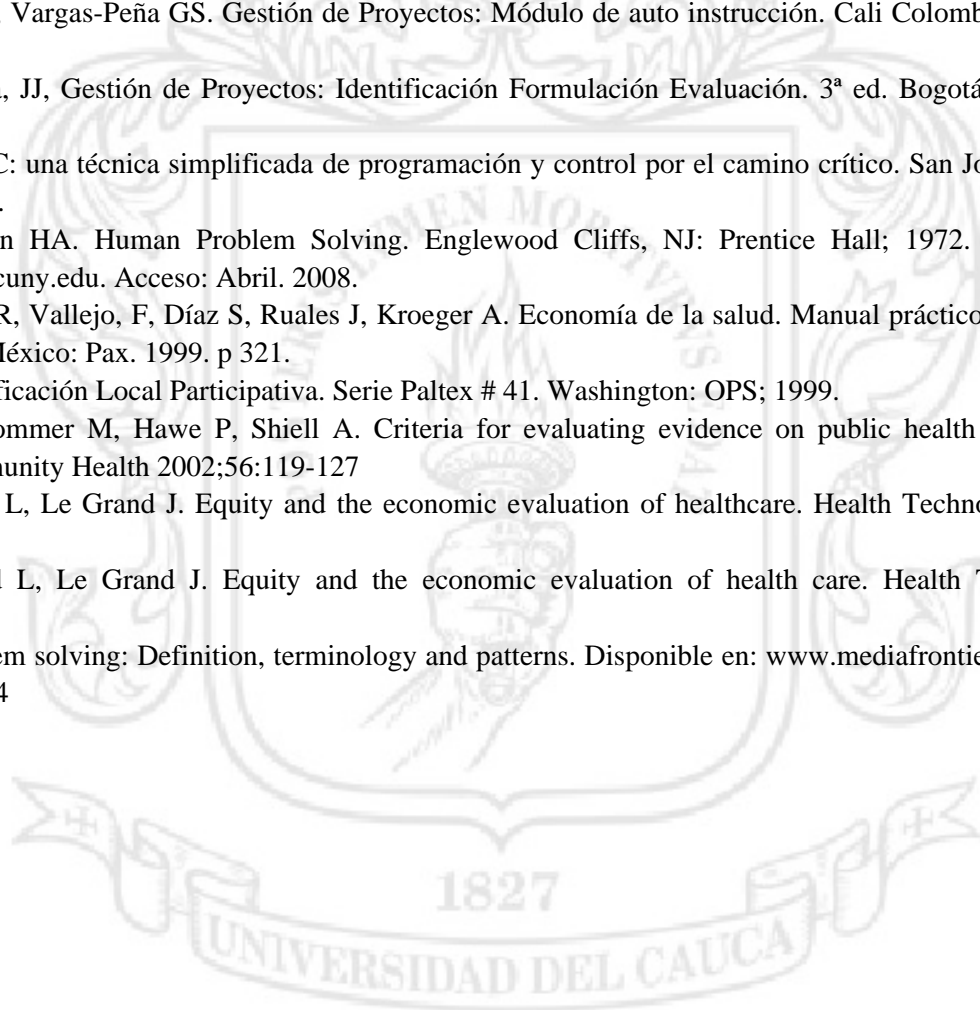 Vargas-Peña GS. Gestión de Proyectos: Módulo de auto instrucción. Cali Colomb
, JJ, Gestión de Proyectos: Identificación Formulación Evaluación. 3ª ed. Bogotá
C: una técnica simplificada de programación y control por el camino crítico. San Jo
.
n HA. Human Problem Solving. Englewood Cliffs, NJ: Prentice Hall; 1972.
cuny.edu. Acceso: Abril. 2008.
R, Vallejo, F, Díaz S, Ruales J, Kroeger A. Economía de la salud. Manual práctico
México: Pax. 1999. p 321.
ficación Local Participativa. Serie Paltex # 41. Washington: OPS; 1999.
ommer M, Hawe P, Shiell A. Criteria for evaluating evidence on public health
unity Health 2002;56:119-127
L, Le Grand J. Equity and the economic evaluation of healthcare. Health Techno
l L, Le Grand J. Equity and the economic evaluation of health care. Health T
em solving: Definition, terminology and patterns. Disponible en: www.mediafrontie
4
1827
UNIVERSIDAD DEL CAUCA